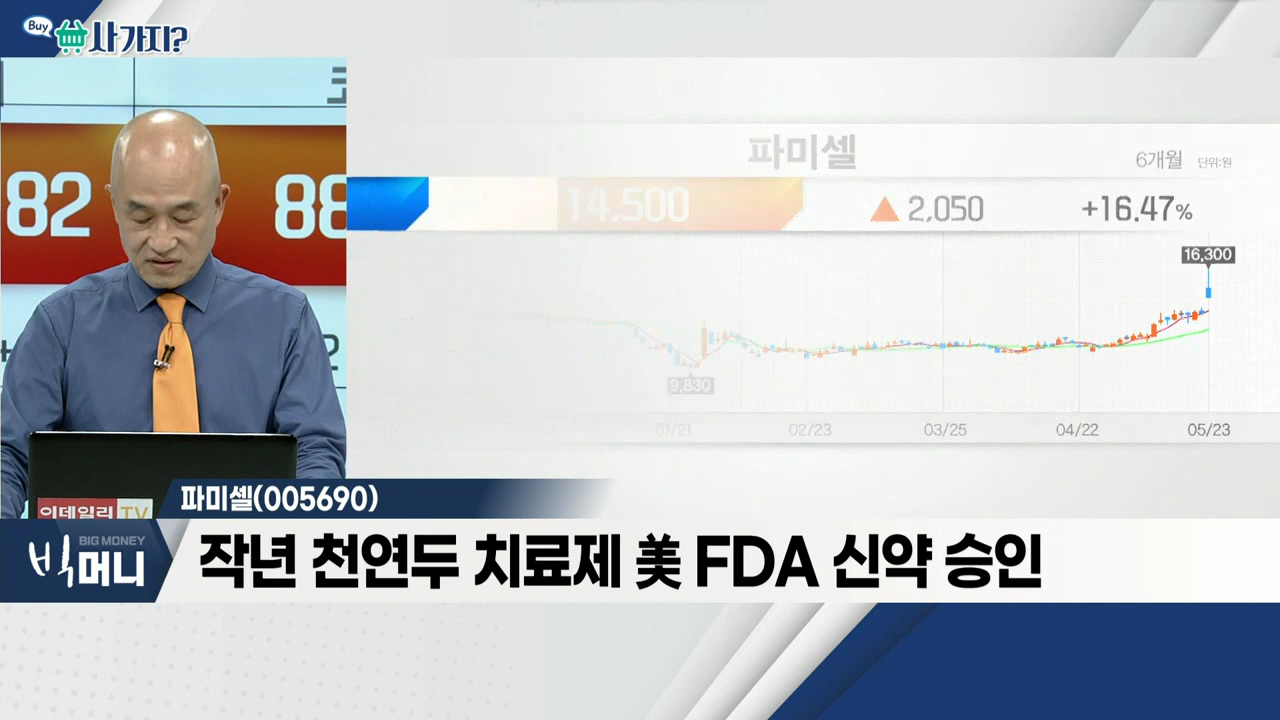 Buy 사 가지?
82
88
파미셀
6개월 단위:원
14,500 ▲ 2,050 +16.47%
16,300
9,830
01/21 02/23 03/25 04/22 05/23
이데일리 TV
파미셀(005690)
BIG MONEY
빅머니
작년 천연두 치료제 美 FDA 신약 승인